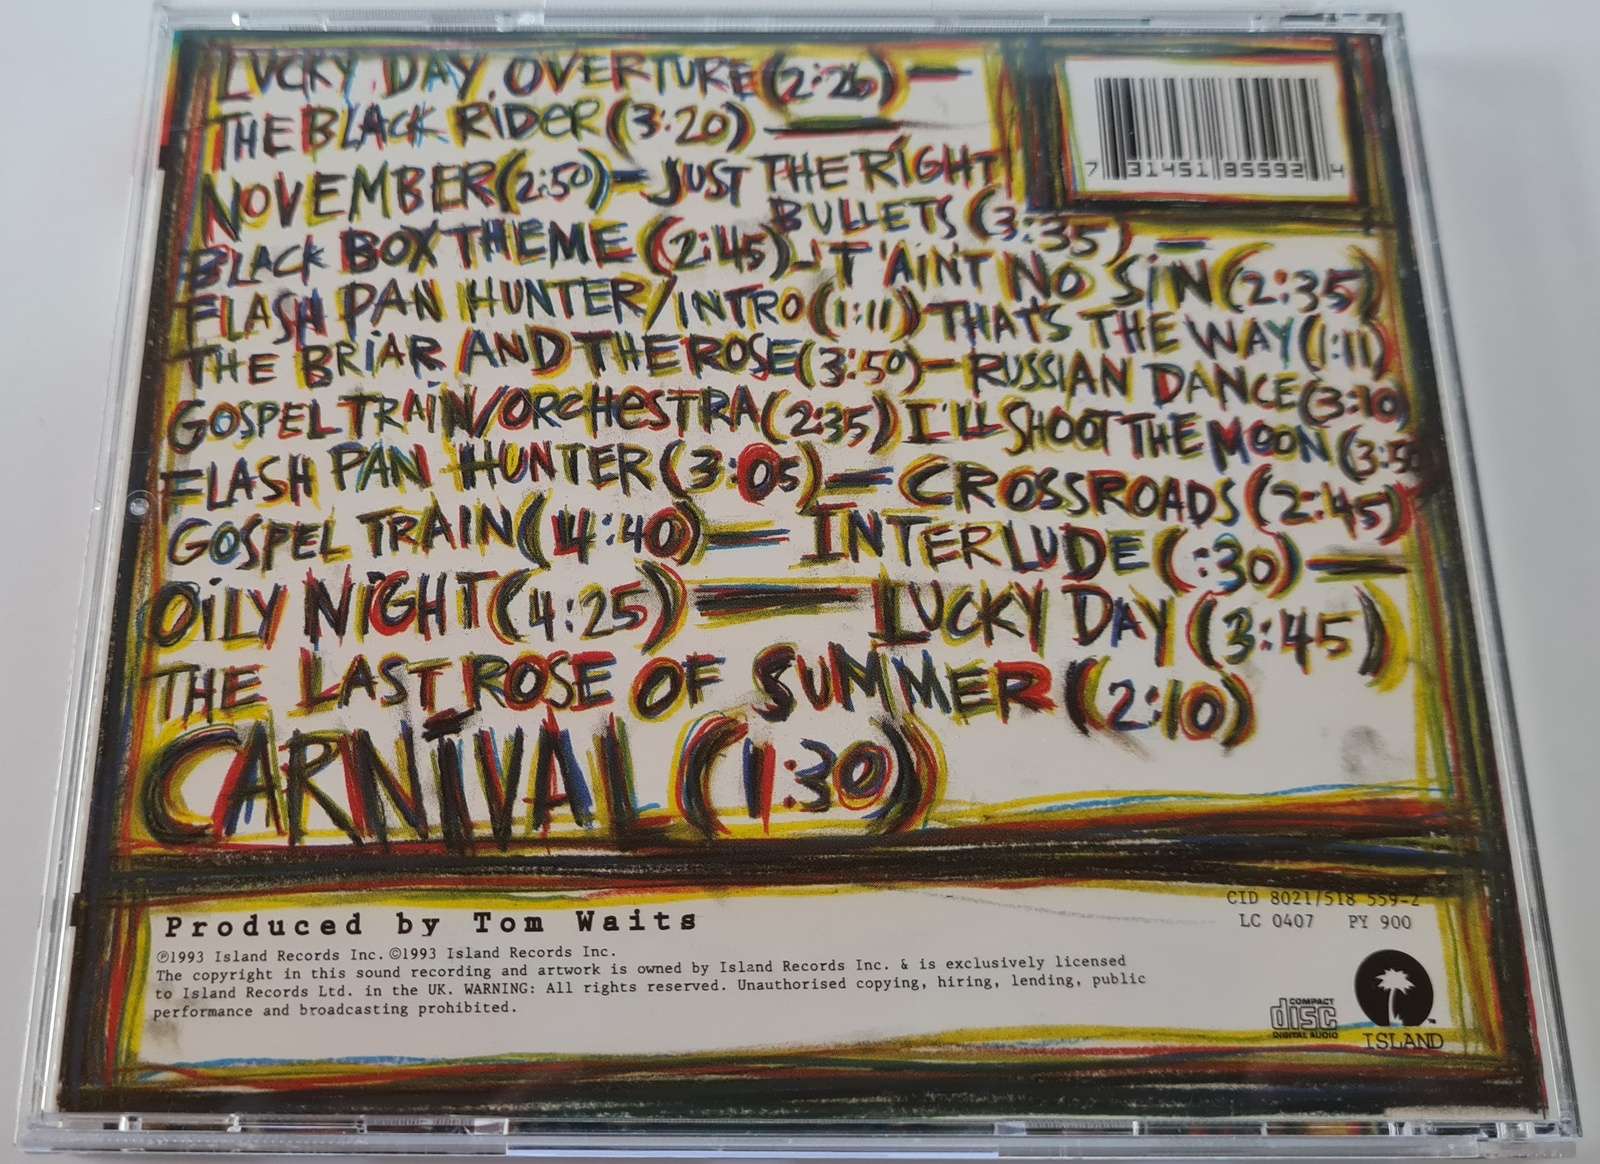 LUCKY DAY OVERTURE (2:26) —
THE BLACK RIDER (3:20) —
NOVEMBER (2:50) — JUST THE RIGHT
BULLETS (3:35) —
BLACK BOX THEME (2:45) - 'T' AIN'T NO SIN (2:35)
FLASH PAN HUNTER/INTRO (1:11) THAT'S THE WAY (1:11)
THE BRIAR AND THE ROSE (3:50) — RUSSIAN DANCE (3:10)
GOSPEL TRAIN/ORCHESTRA (2:35) I'LL SHOOT THE MOON (3:50
FLASH PAN HUNTER (3:05) — CROSSROADS (2:45)
GOSPEL TRAIN (4:40) — INTERLUDE (:30) —
OILY NIGHT (4:25) — LUCKY DAY (3:45)
THE LAST ROSE OF SUMMER (2:10)
CARNIVAL (1:30)
7 31451 85592 4
Produced by Tom Waits
℗1993 Island Records Inc. ©1993 Island Records Inc.
The copyright in this sound recording and artwork is owned by Island Records Inc. & is exclusively licensed
to Island Records Ltd. in the UK. WARNING: All rights reserved. Unauthorised copying, hiring, lending, public
performance and broadcasting prohibited.
CID 8021/518 559-2
LC 0407 PY 900
COMPACT
disc
DIGITAL AUDIO
ISLAND
™